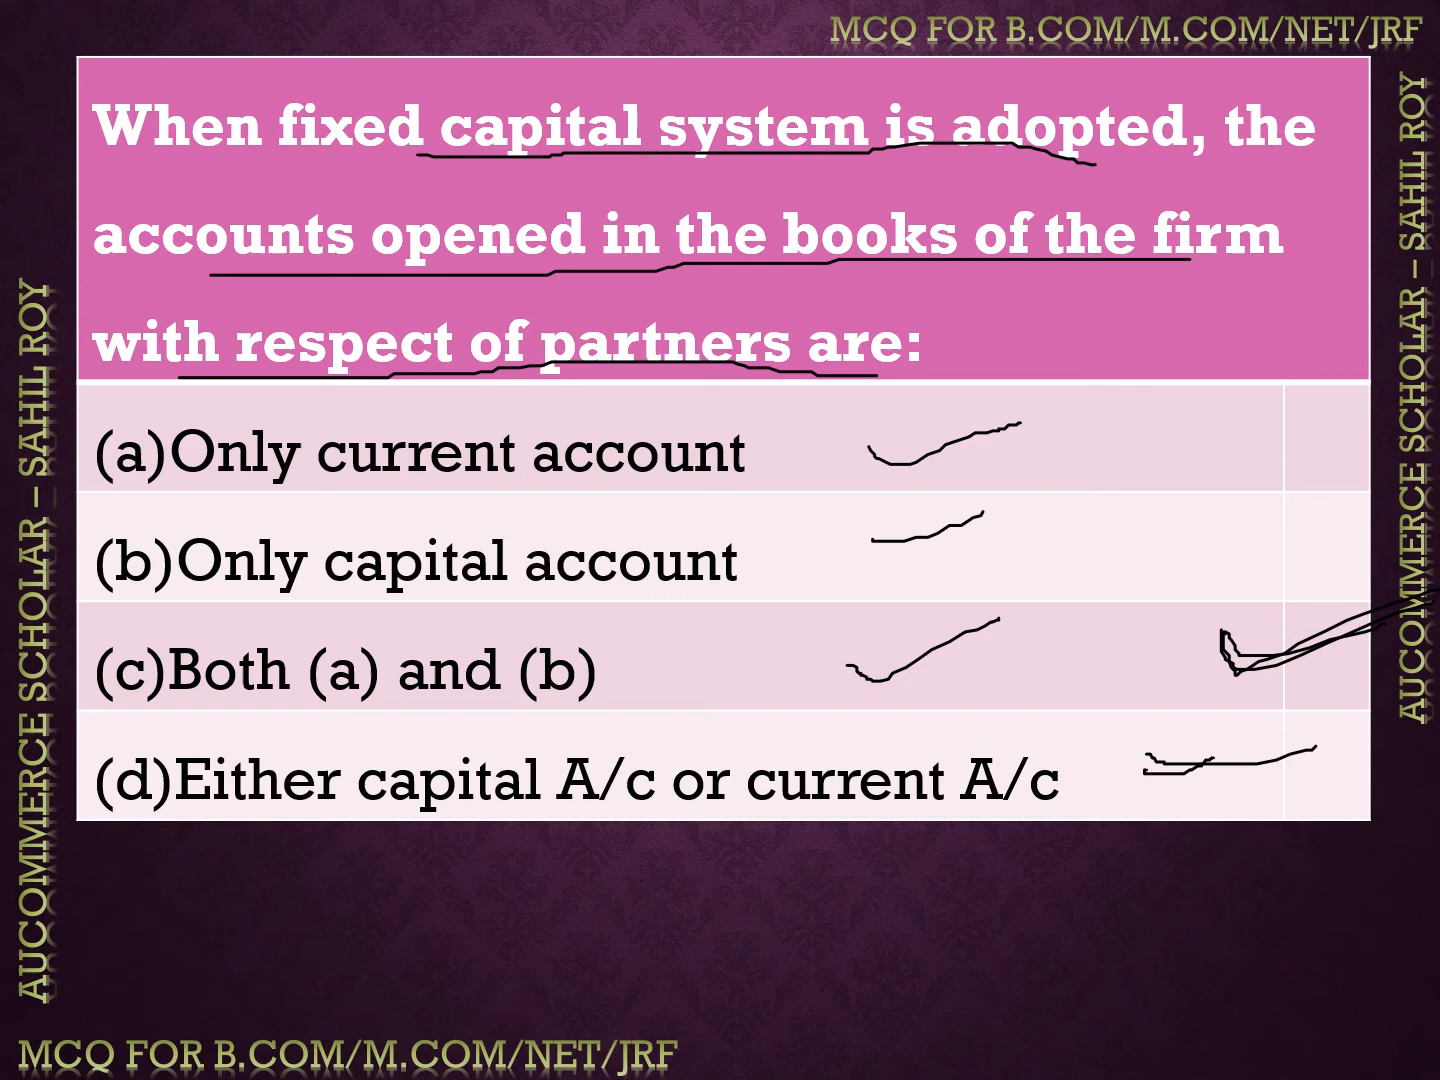 MCQ FOR B.COM/M.COM/NET/JRF
When fixed capital system is adopted, the
accounts opened in the books of the firm
with respect of partners are:
(a)Only current account
(b)Only capital account
(c)Both (a) and (b)
(d)Either capital A/c or current A/c
AUCOMMERCE SCHOLAR – SAHIL ROY
AUCOMMERCE SCHOLAR – SAHIL ROY
MCQ FOR B.COM/M.COM/NET/JRF